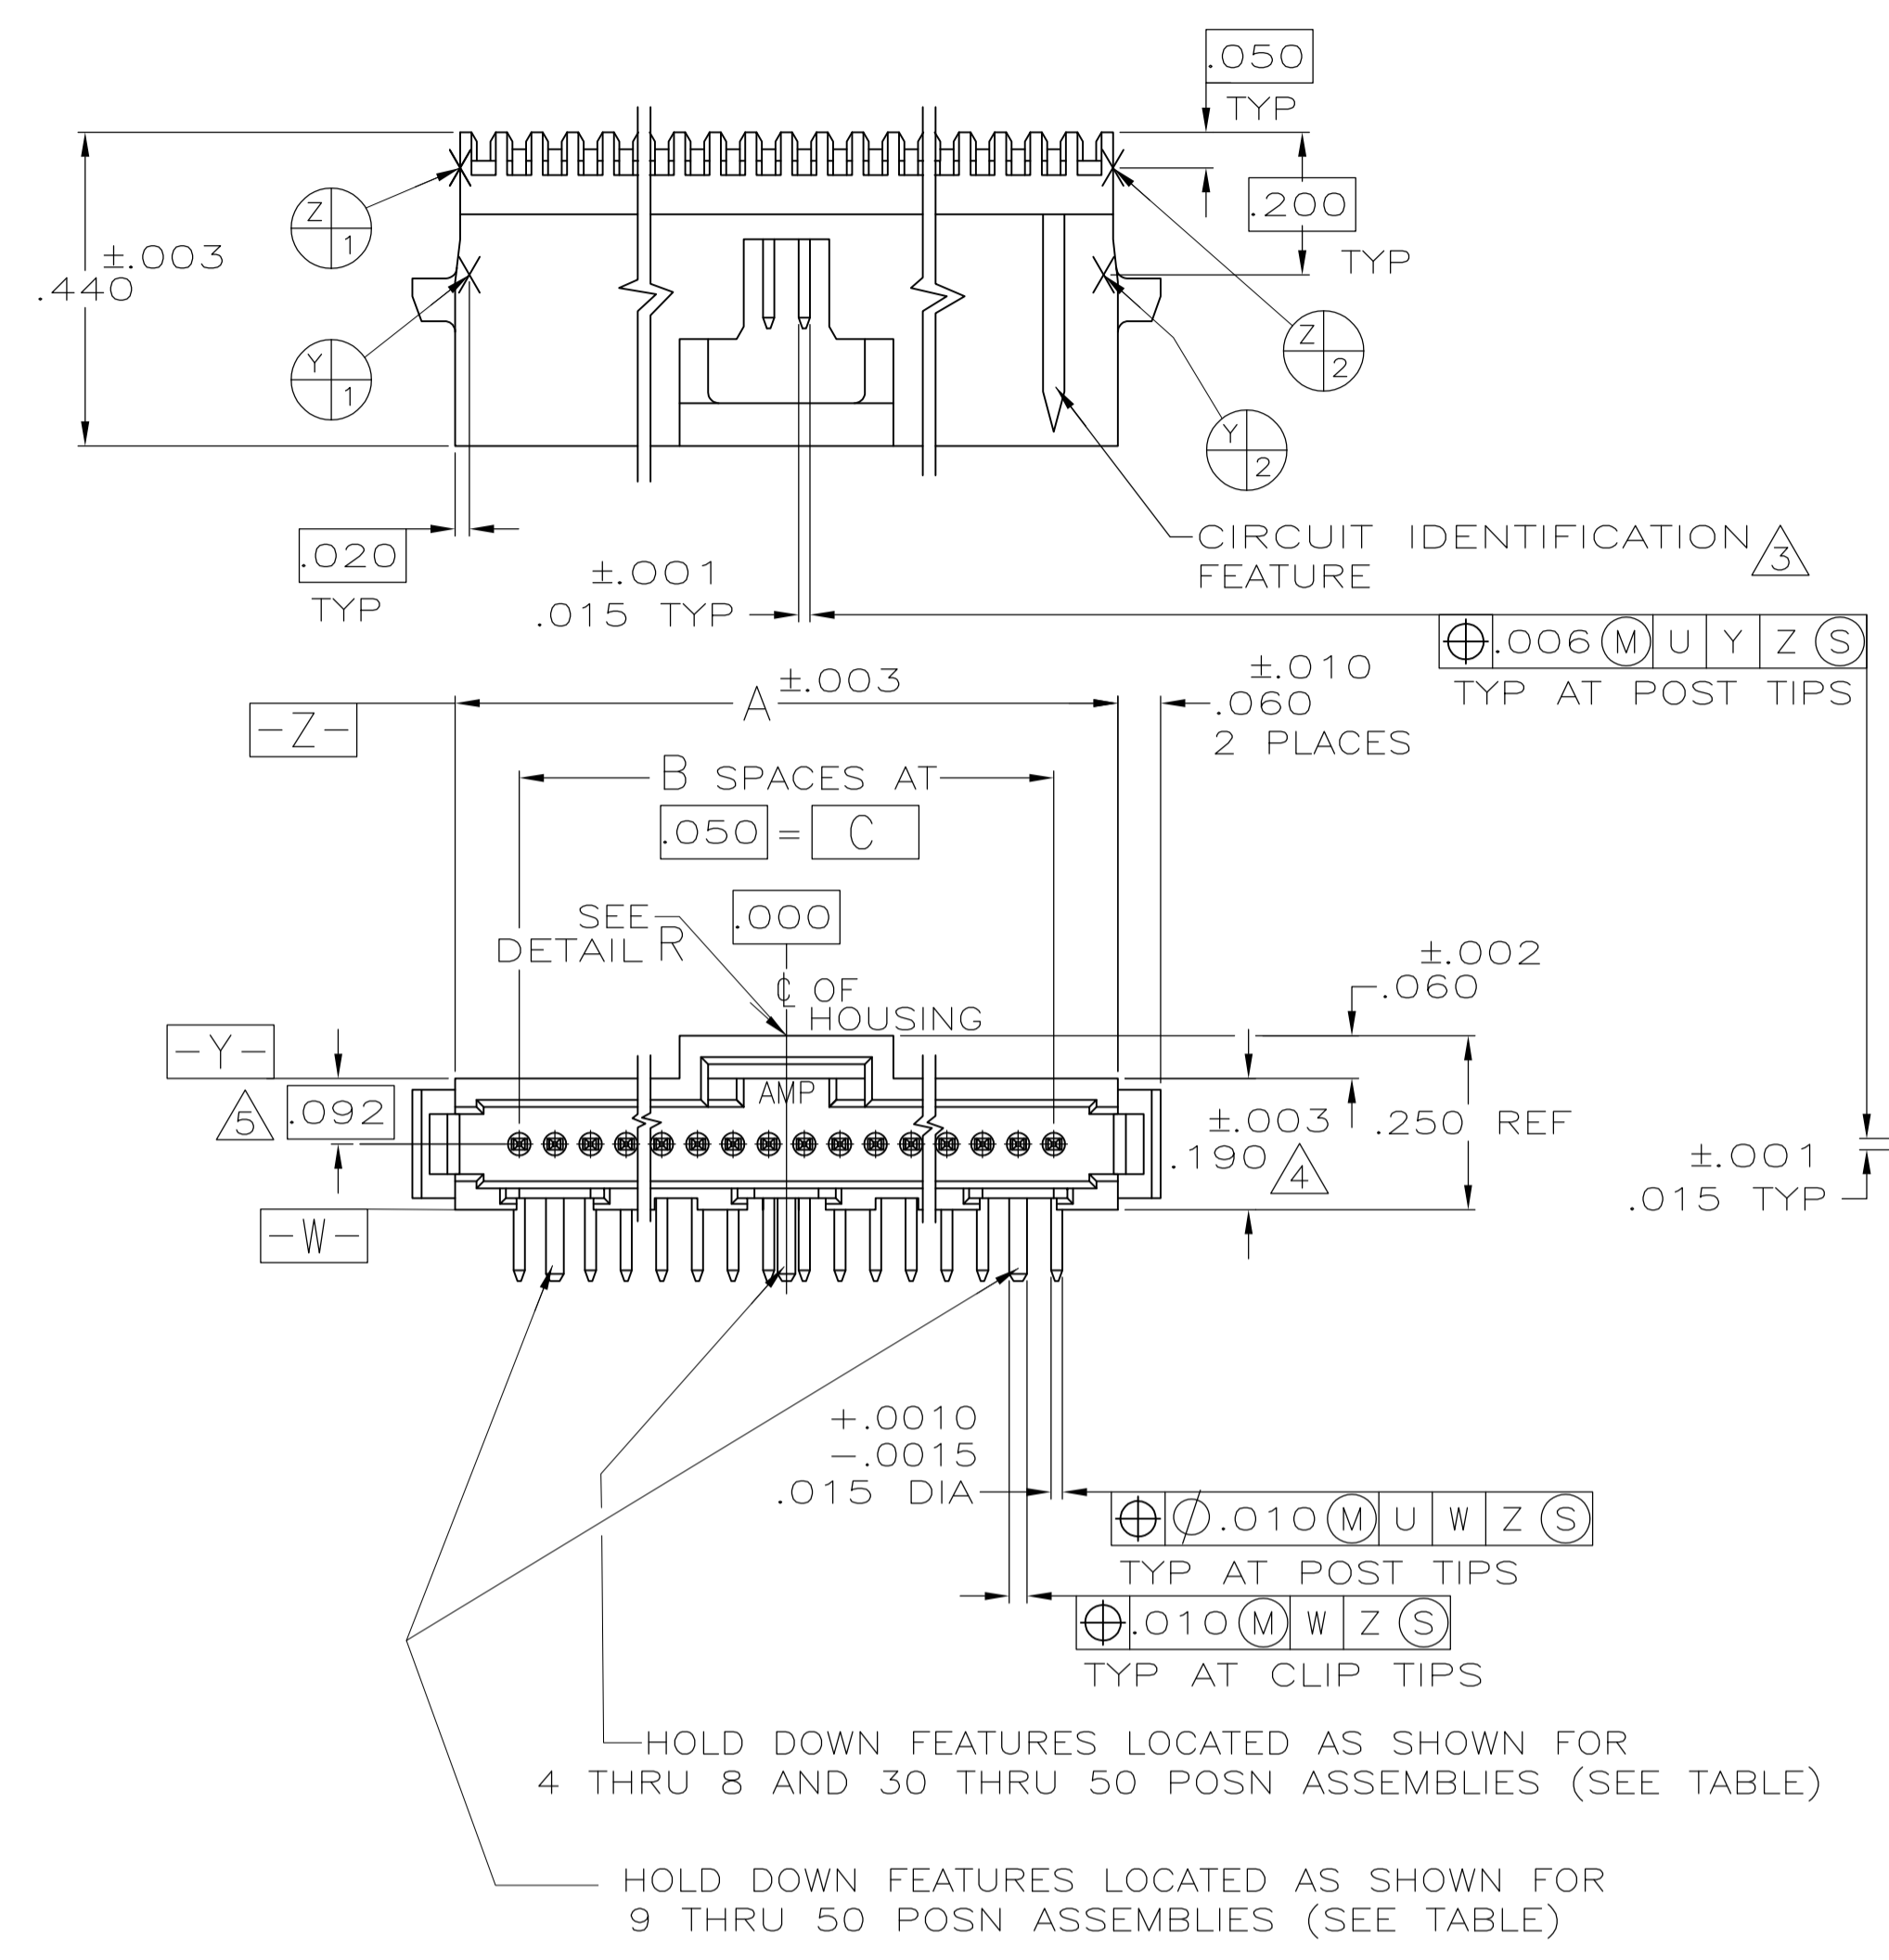 .050
TYP
.200
TYP
±.003
.440
Z
1
Y
1
Z
2
Y
2
.020
TYP
±.001
.015 TYP
CIRCUIT IDENTIFICATION 3
FEATURE
⌖ .006 Ⓜ U Y Z Ⓢ
TYP AT POST TIPS
-Z-
A ±.003
±.010
.060
2 PLACES
B SPACES AT
.050 = C
SEE
DETAIL R
.000
℄ OF
HOUSING
±.002
.060
-Y-
5 .092
AMP
±.003
.190 4
.250 REF
±.001
.015 TYP
-W-
+.0010
-.0015
.015 DIA
⌖ ⌀.010 Ⓜ U W Z Ⓢ
TYP AT POST TIPS
⌖ .010 Ⓜ W Z Ⓢ
TYP AT CLIP TIPS
HOLD DOWN FEATURES LOCATED AS SHOWN FOR
4 THRU 8 AND 30 THRU 50 POSN ASSEMBLIES (SEE TABLE)
HOLD DOWN FEATURES LOCATED AS SHOWN FOR
9 THRU 50 POSN ASSEMBLIES (SEE TABLE)